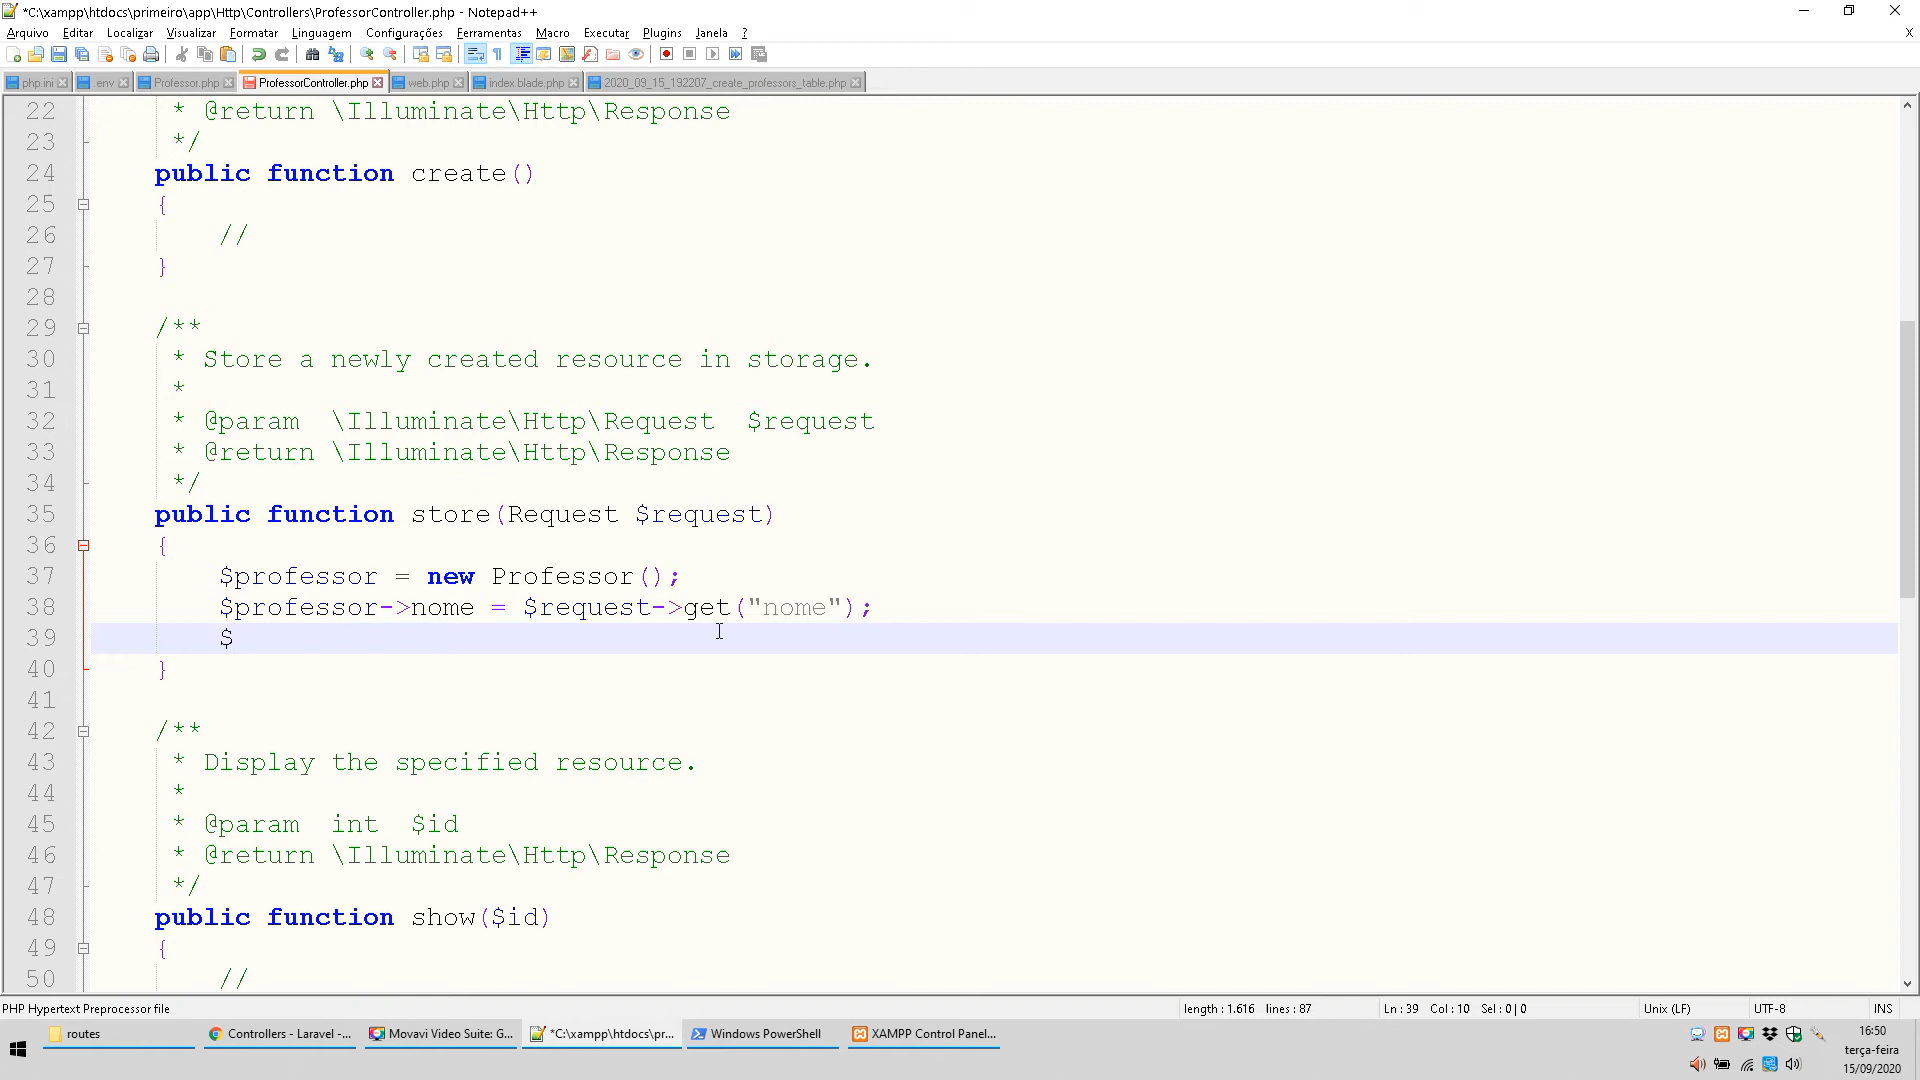 *C:\xampp\htdocs\primeiro\app\Http\Controllers\ProfessorController.php - Notepad++
Arquivo Editar Localizar Visualizar Formatar Linguagem Configurações Ferramentas Macro Executar Plugins Janela ? X
php.ini .env Professor.php ProfessorController.php web.php index.blade.php 2020_09_15_192207_create_professors_table.php
22 * @return \Illuminate\Http\Response
23 */
24 public function create()
25 {
26 //
27 }
28
29 /**
30 * Store a newly created resource in storage.
31 *
32 * @param \Illuminate\Http\Request $request
33 * @return \Illuminate\Http\Response
34 */
35 public function store(Request $request)
36 {
37 $professor = new Professor();
38 $professor->nome = $request->get("nome");
39 $
40 }
41
42 /**
43 * Display the specified resource.
44 *
45 * @param int $id
46 * @return \Illuminate\Http\Response
47 */
48 public function show($id)
49 {
50 //
PHP Hypertext Preprocessor file length : 1.616 lines : 87 Ln : 39 Col : 10 Sel : 0 | 0 Unix (LF) UTF-8 INS
routes Controllers - Laravel -... Movavi Video Suite: G... *C:\xampp\htdocs\pr... Windows PowerShell XAMPP Control Panel...
16:50
terça-feira
15/09/2020